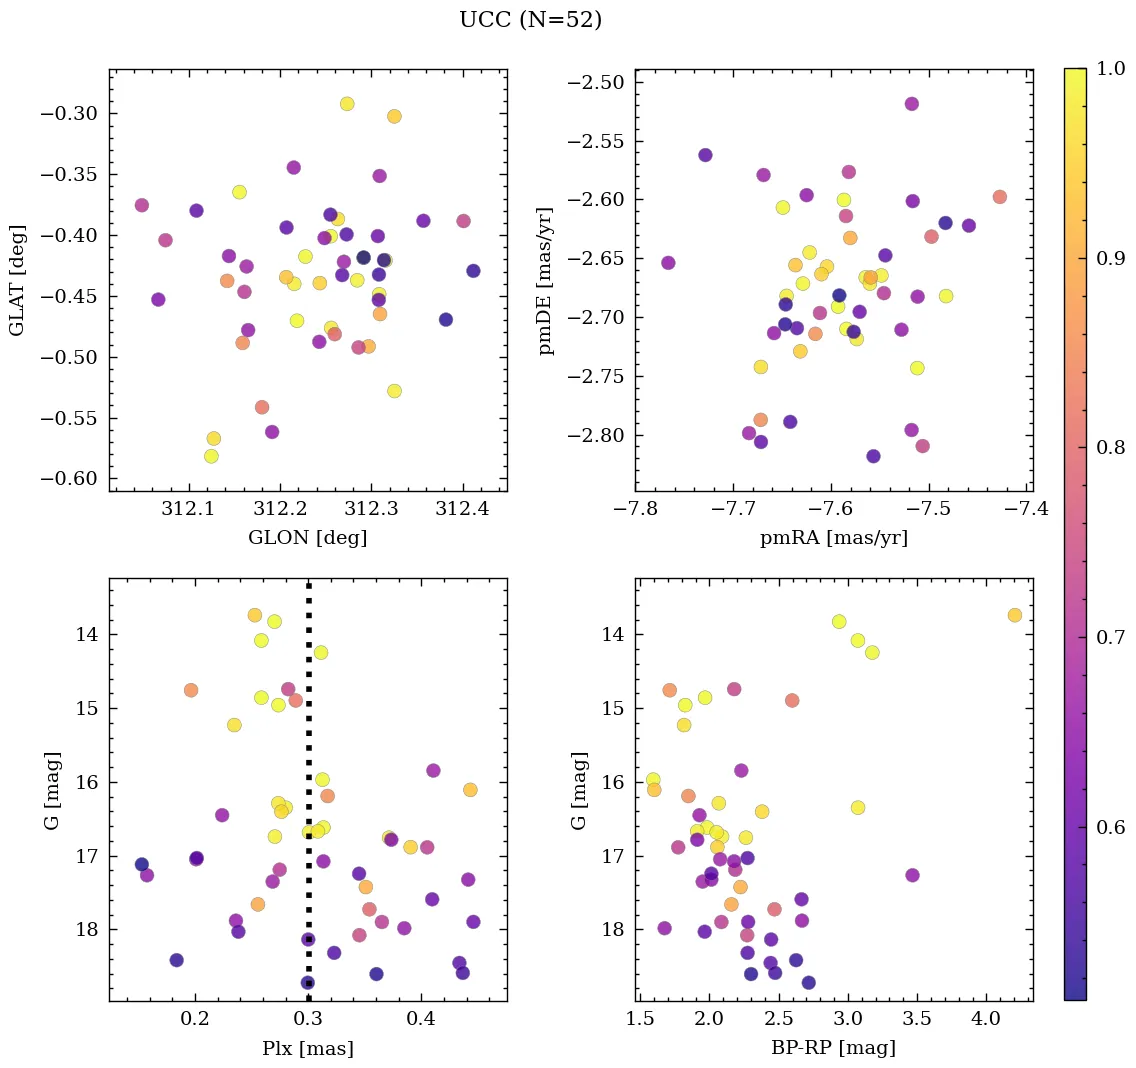 UCC (N=52)
−0.30
−0.35
−0.40
−0.45
−0.50
−0.55
−0.60
GLAT [deg]
312.1 312.2 312.3 312.4
GLON [deg]
−2.50
−2.55
−2.60
−2.65
−2.70
−2.75
−2.80
pmDE [mas/yr]
−7.8 −7.7 −7.6 −7.5 −7.4
pmRA [mas/yr]
14
15
16
17
18
G [mag]
0.2 0.3 0.4
Plx [mas]
14
15
16
17
18
G [mag]
1.5 2.0 2.5 3.0 3.5 4.0
BP-RP [mag]
1.0
0.9
0.8
0.7
0.6